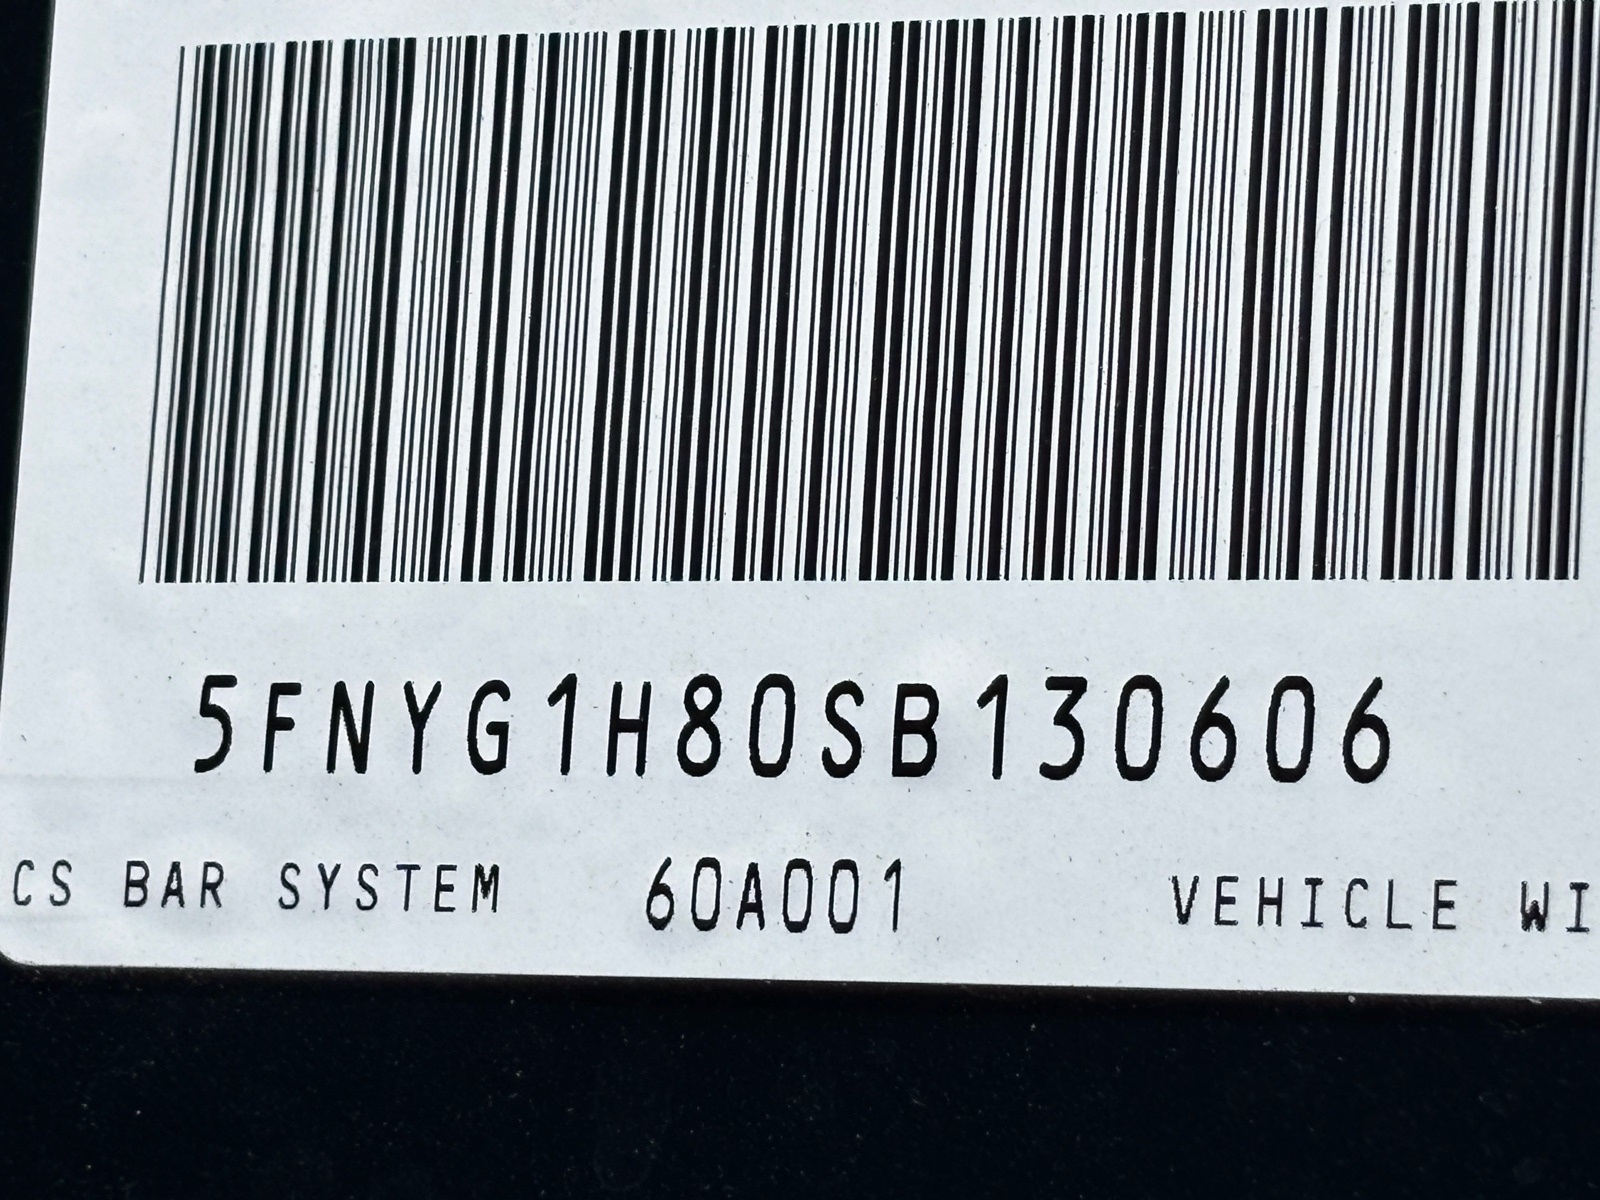 5FNYG1H80SB130606
CS BAR SYSTEM 60A001 VEHICLE WI